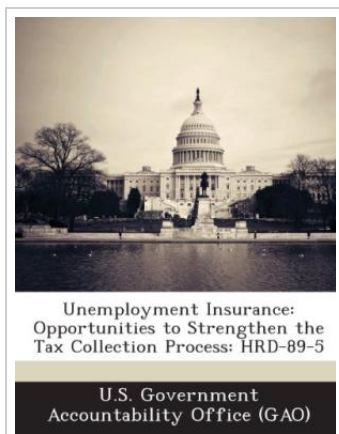 Unemployment Insurance:
Opportunities to Strengthen the
Tax Collection Process: HRD-89-5
U.S. Government
Accountability Office (GAO)